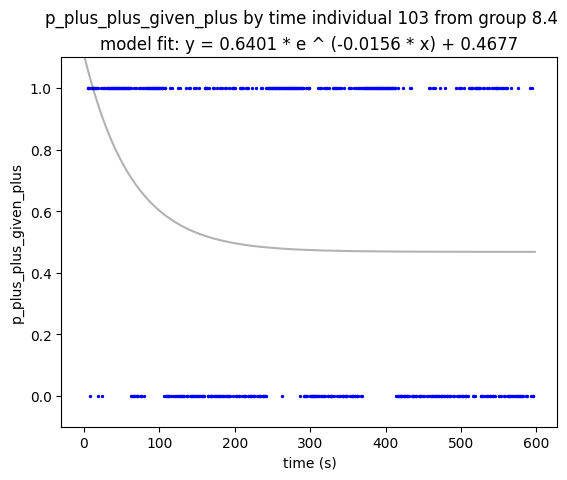 p_plus_plus_given_plus by time individual 103 from group 8.4
model fit: y = 0.6401 * e ^ (-0.0156 * x) + 0.4677
p_plus_plus_given_plus
1.0
0.8
0.6
0.4
0.2
0.0
0 100 200 300 400 500 600
time (s)